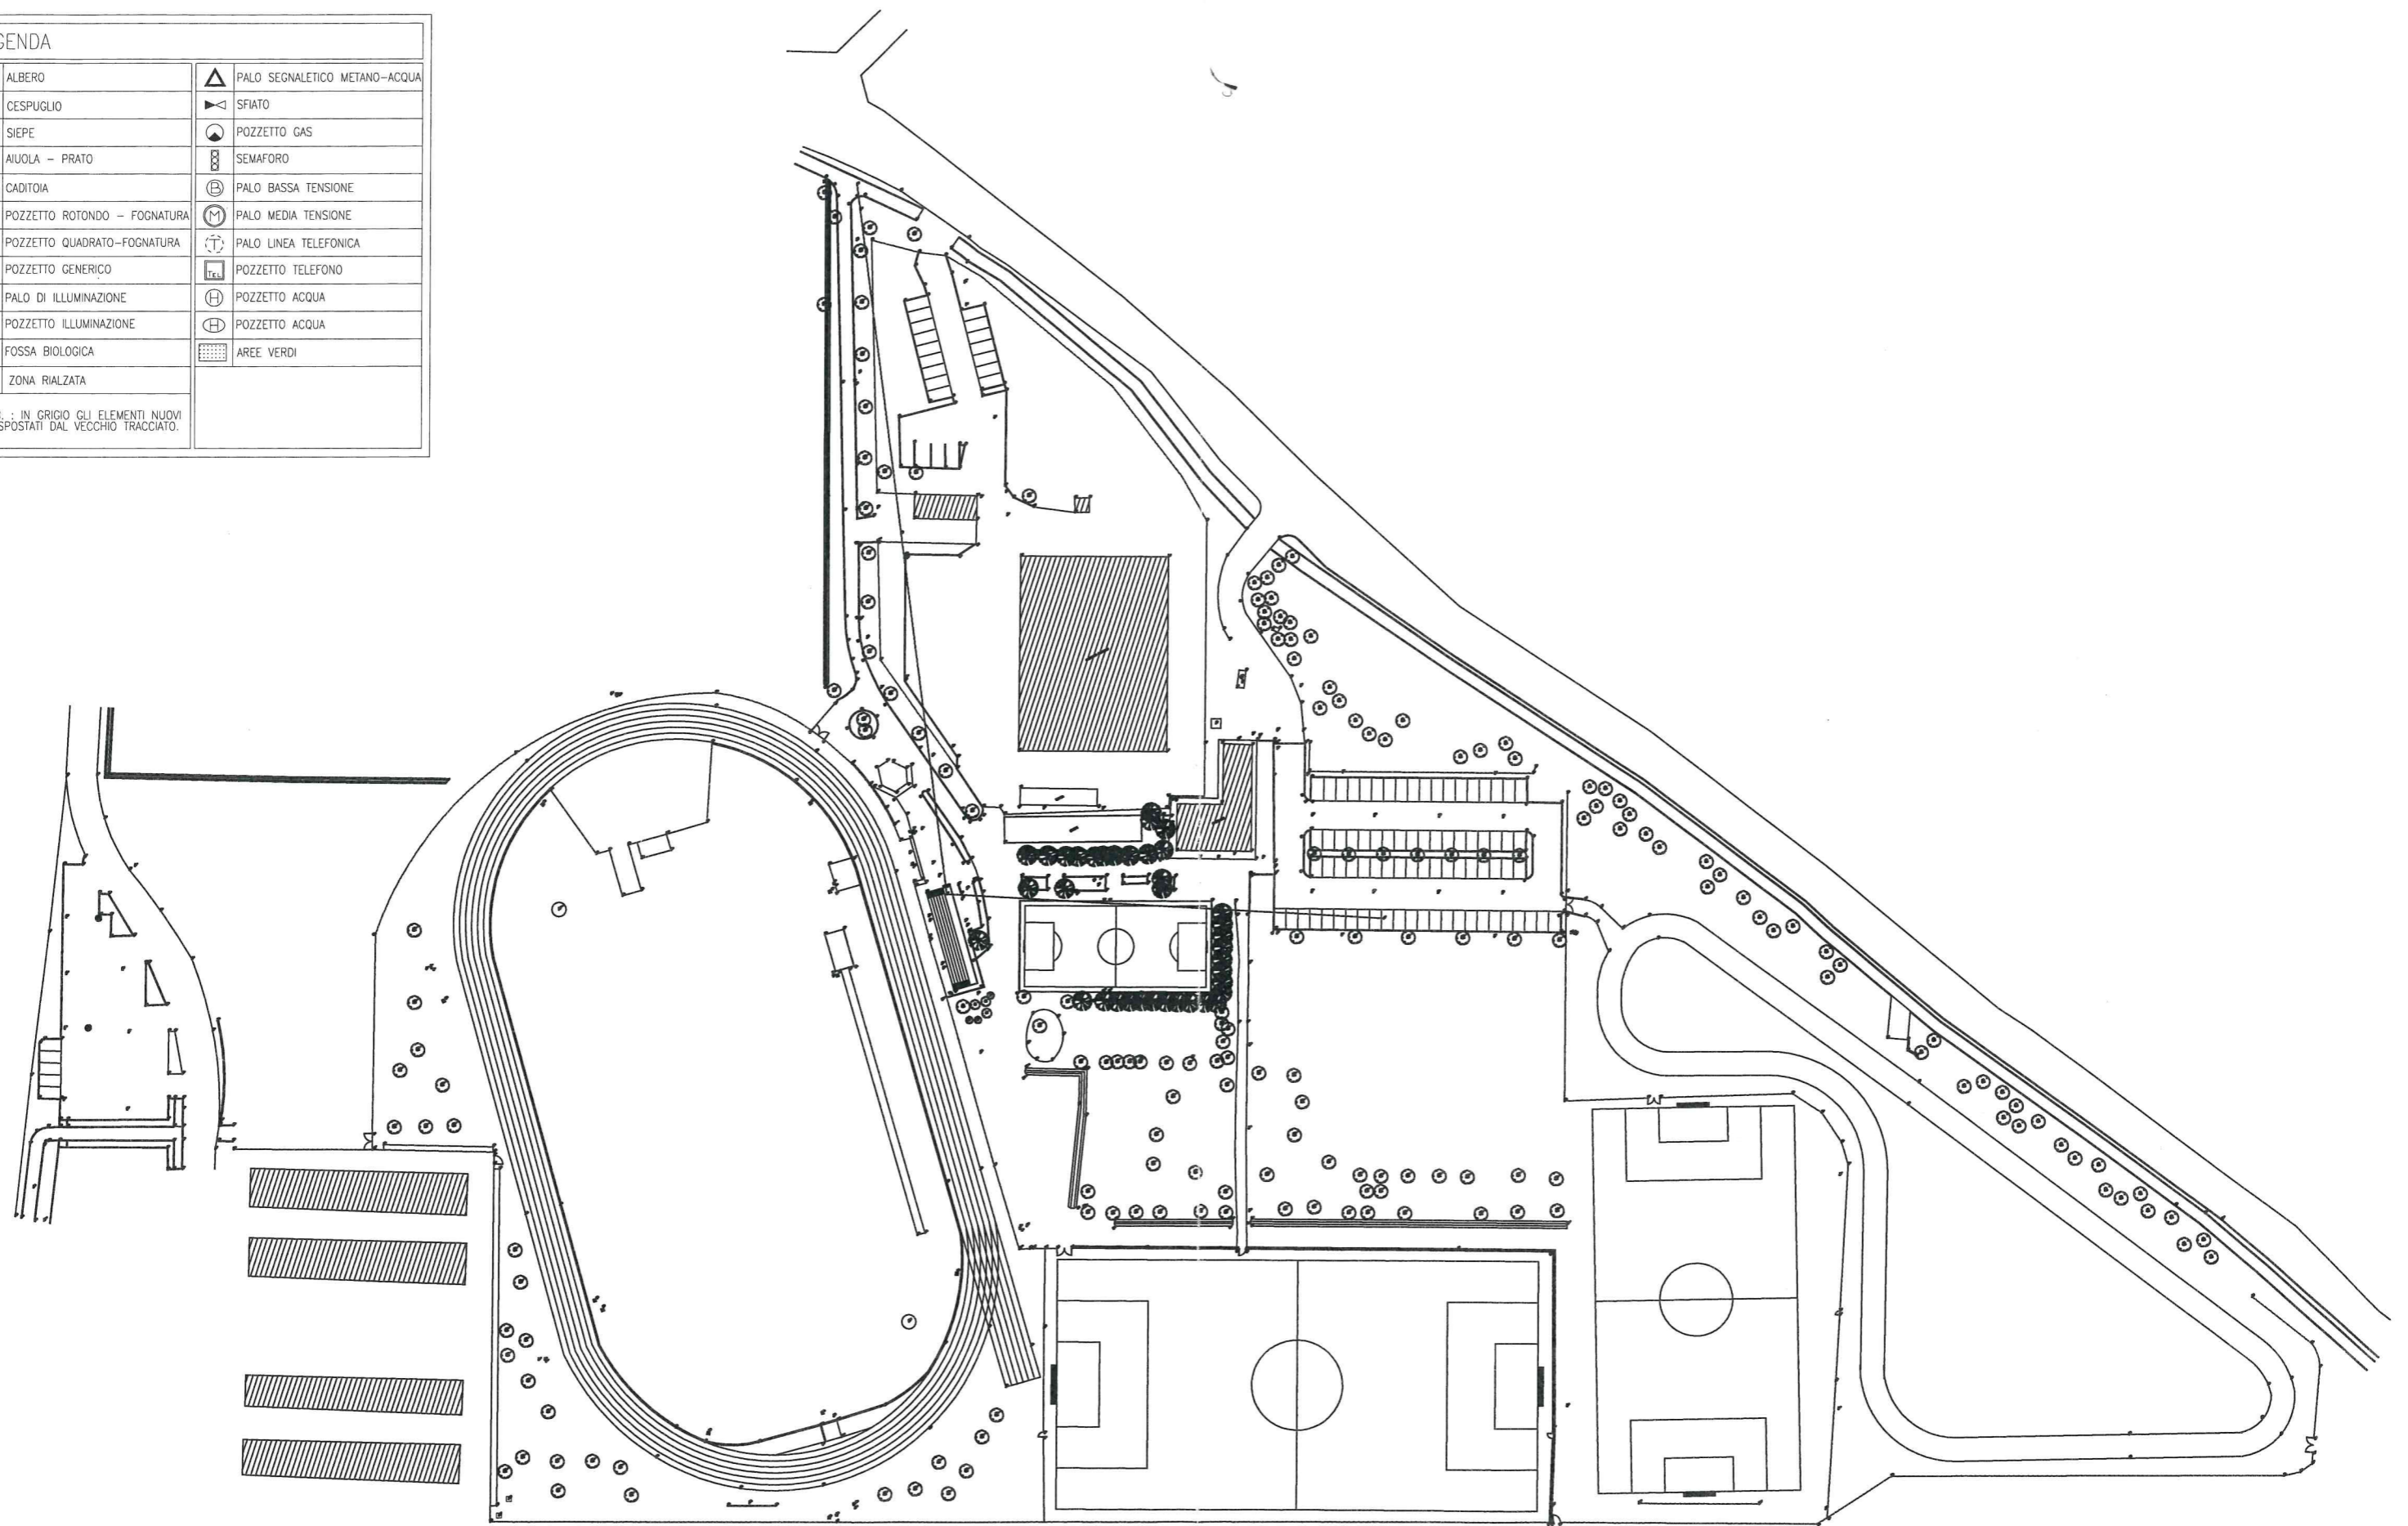 GENDA
ALBERO
CESPUGLIO
SIEPE
AIUOLA - PRATO
CADITOIA
POZZETTO ROTONDO - FOGNATURA
POZZETTO QUADRATO-FOGNATURA
POZZETTO GENERICO
PALO DI ILLUMINAZIONE
POZZETTO ILLUMINAZIONE
FOSSA BIOLOGICA
ZONA RIALZATA
. : IN GRIGIO GLI ELEMENTI NUOVI
SPOSTATI DAL VECCHIO TRACCIATO.
PALO SEGNALETICO METANO-ACQUA
SFIATO
POZZETTO GAS
SEMAFORO
B PALO BASSA TENSIONE
M PALO MEDIA TENSIONE
T PALO LINEA TELEFONICA
TEL POZZETTO TELEFONO
H POZZETTO ACQUA
H POZZETTO ACQUA
AREE VERDI